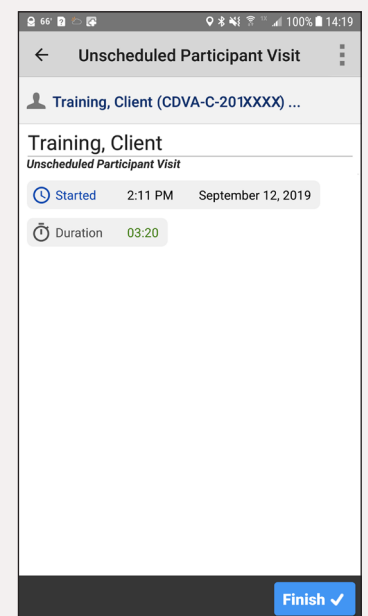 66° 100% 14:19
Unscheduled Participant Visit
Training, Client (CDVA-C-201XXXX) ...
Training, Client
Unscheduled Participant Visit
Started 2:11 PM September 12, 2019
Duration 03:20
Finish